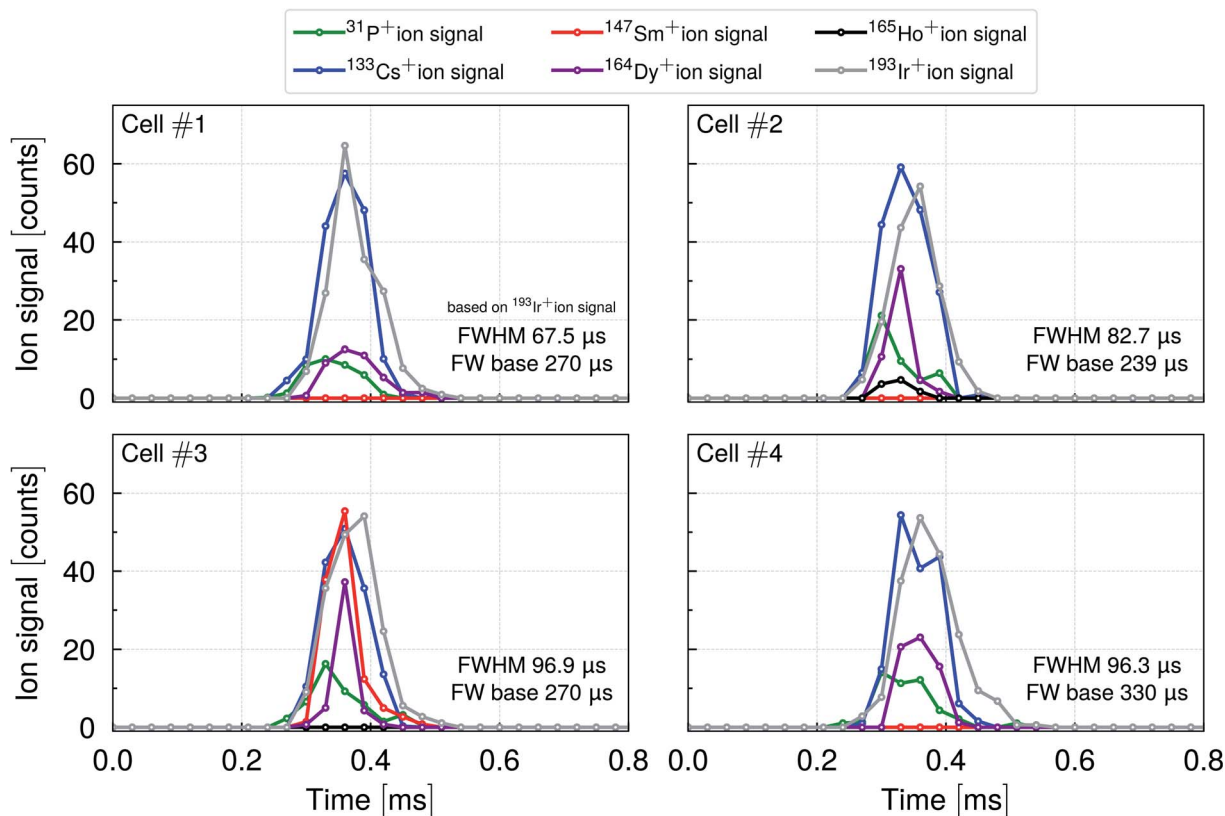 ³¹P⁺ion signal ¹⁴⁷Sm⁺ion signal ¹⁶⁵Ho⁺ion signal
¹³³Cs⁺ion signal ¹⁶⁴Dy⁺ion signal ¹⁹³Ir⁺ion signal
Cell #1
Ion signal [counts]
60
40
20
0
based on ¹⁹³Ir⁺ion signal
FWHM 67.5 µs
FW base 270 µs
Cell #2
FWHM 82.7 µs
FW base 239 µs
Cell #3
Ion signal [counts]
60
40
20
0
FWHM 96.9 µs
FW base 270 µs
0.0 0.2 0.4 0.6 0.8
Time [ms]
Cell #4
FWHM 96.3 µs
FW base 330 µs
0.0 0.2 0.4 0.6 0.8
Time [ms]